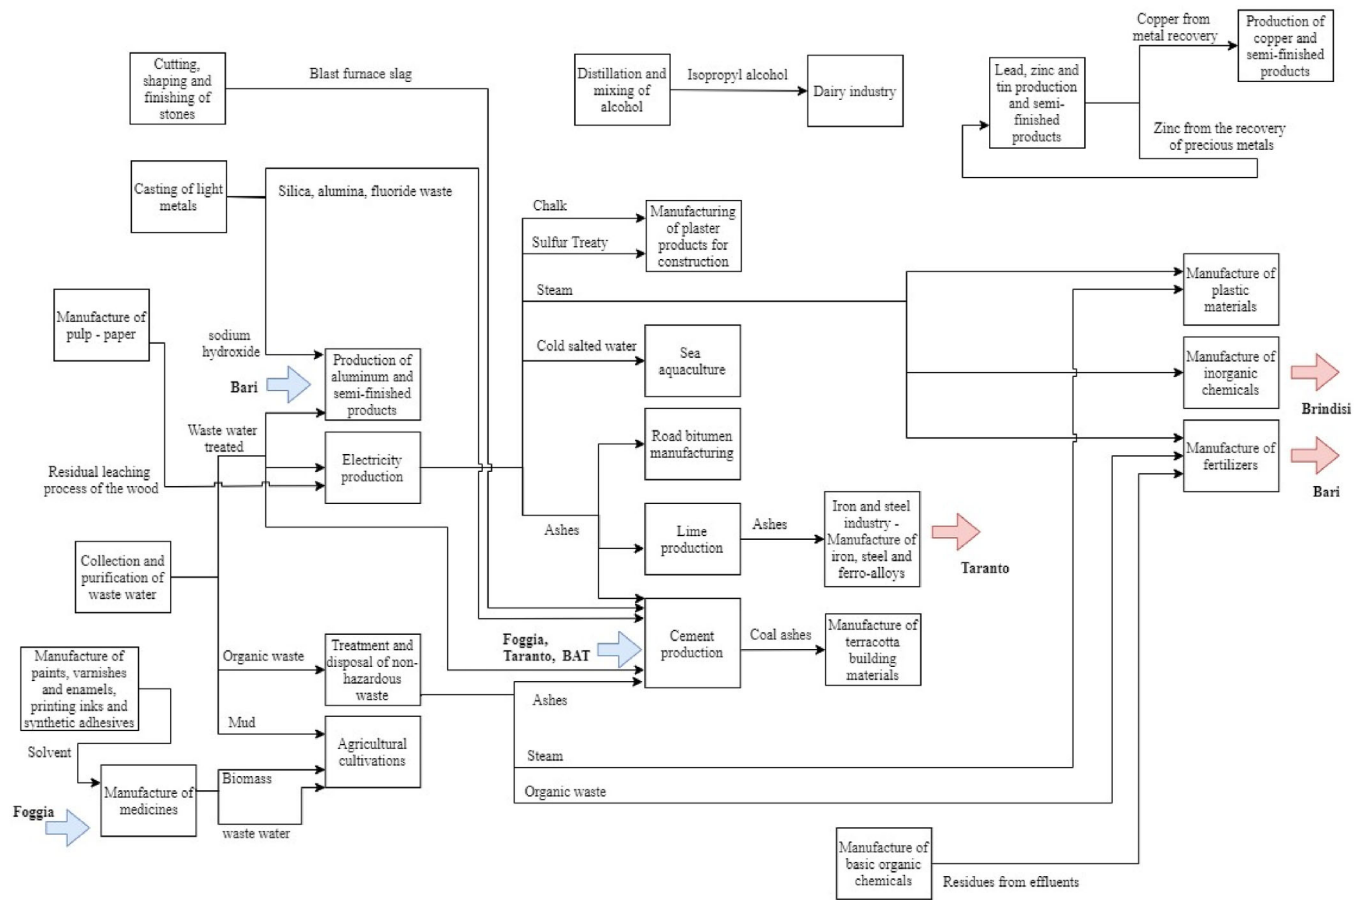 Copper from
metal recovery
Production of
copper and
semi-finished
products
Cutting,
shaping and
finishing of
stones
Blast furnace slag
Distillation and
mixing of
alcohol
Isopropyl alcohol
Dairy industry
Lead, zinc and
tin production
and semi-
finished
products
Zinc from the recovery
of precious metals
Casting of light
metals
Silica, alumina, fluoride waste
Chalk
Sulfur Treaty
Manufacturing
of plaster
products for
construction
Steam
Manufacture of
plastic
materials
Manufacture of
pulp - paper
sodium
hydroxide
Bari
Production of
aluminum and
semi-finished
products
Cold salted water
Sea
aquaculture
Manufacture of
inorganic
chemicals
Brindisi
Waste water
treated
Residual leaching
process of the wood
Electricity
production
Road bitumen
manufacturing
Manufacture of
fertilizers
Bari
Ashes
Lime
production
Ashes
Iron and steel
industry -
Manufacture of
iron, steel and
ferro-alloys
Taranto
Collection and
purification of
waste water
Organic waste
Treatment and
disposal of non-
hazardous
waste
Foggia,
Taranto, BAT
Cement
production
Coal ashes
Manufacture of
terracotta
building
materials
Manufacture of
paints, varnishes
and enamels,
printing inks and
synthetic adhesives
Mud
Agricultural
cultivations
Ashes
Solvent
Steam
Foggia
Manufacture of
medicines
Biomass
waste water
Organic waste
Manufacture of
basic organic
chemicals
Residues from effluents